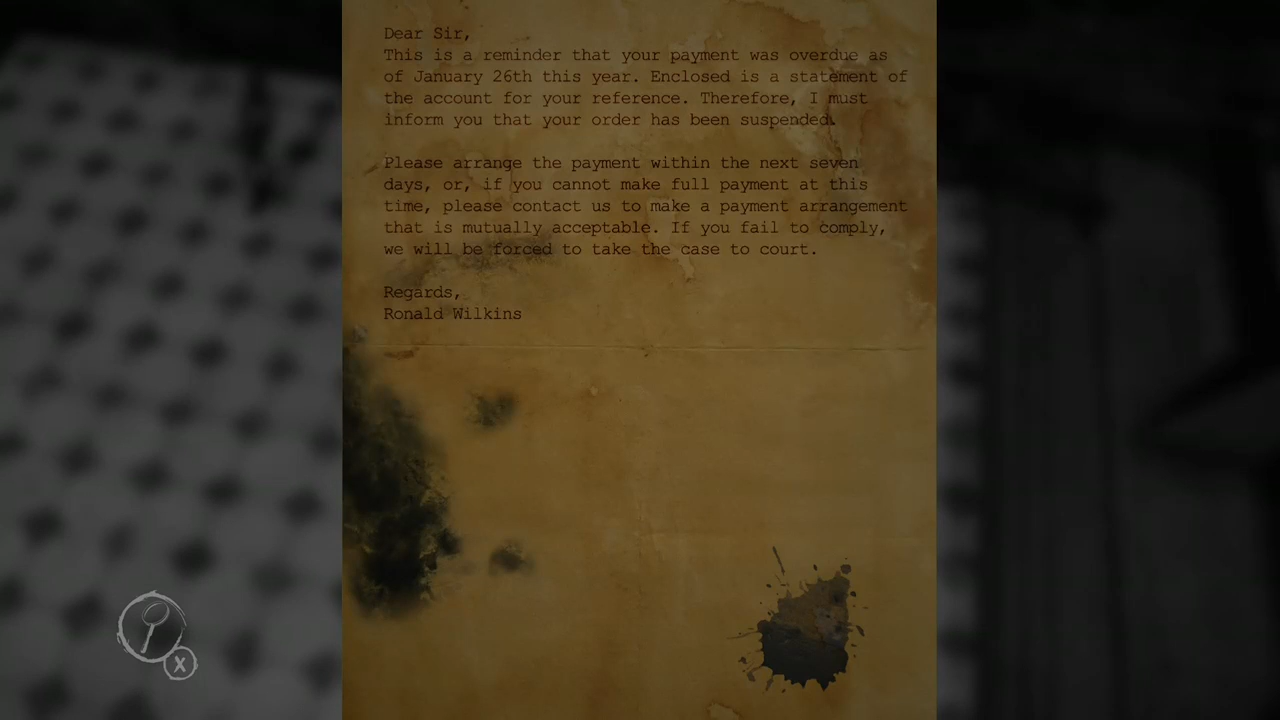 Dear Sir,
This is a reminder that your payment was overdue as
of January 26th this year. Enclosed is a statement of
the account for your reference. Therefore, I must
inform you that your order has been suspended.
Please arrange the payment within the next seven
days, or, if you cannot make full payment at this
time, please contact us to make a payment arrangement
that is mutually acceptable. If you fail to comply,
we will be forced to take the case to court.
Regards,
Ronald Wilkins
X